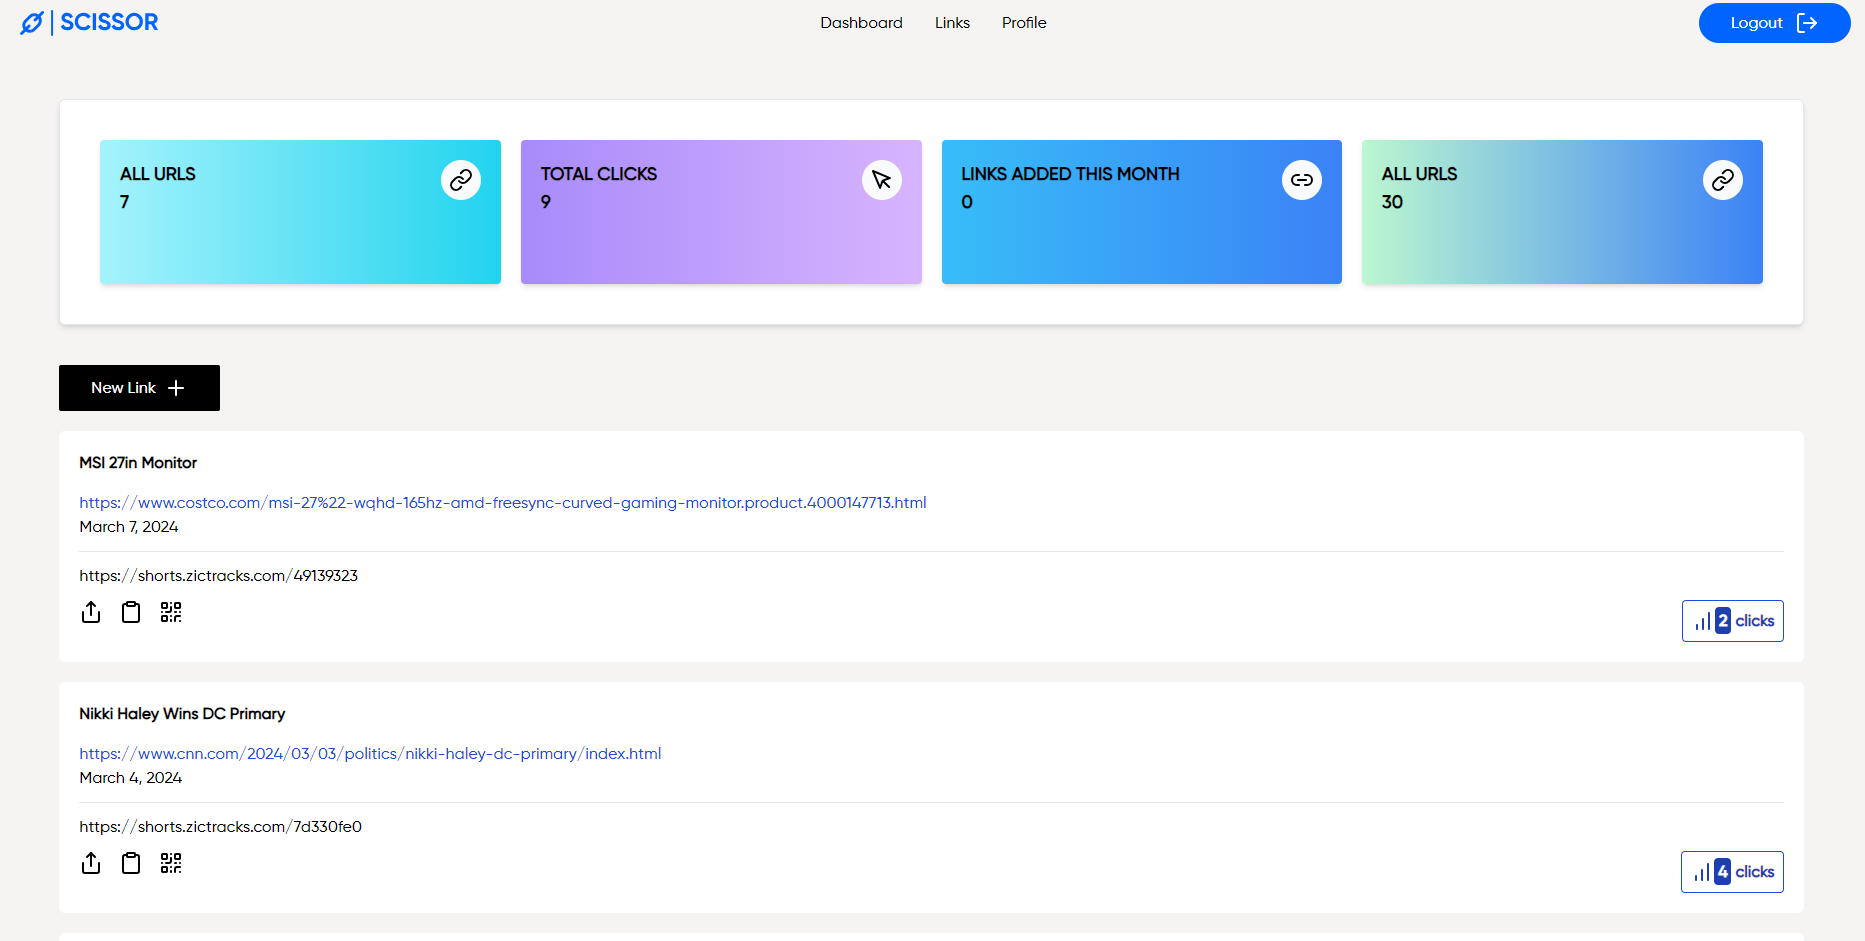 SCISSOR
Dashboard Links Profile
Logout
ALL URLS
7
TOTAL CLICKS
9
LINKS ADDED THIS MONTH
0
ALL URLS
30
New Link
MSI 27in Monitor
https://www.costco.com/msi-27%22-wqhd-165hz-amd-freesync-curved-gaming-monitor.product.4000147713.html
March 7, 2024
https://shorts.zictracks.com/49139323
2 clicks
Nikki Haley Wins DC Primary
https://www.cnn.com/2024/03/03/politics/nikki-haley-dc-primary/index.html
March 4, 2024
https://shorts.zictracks.com/7d330fe0
4 clicks